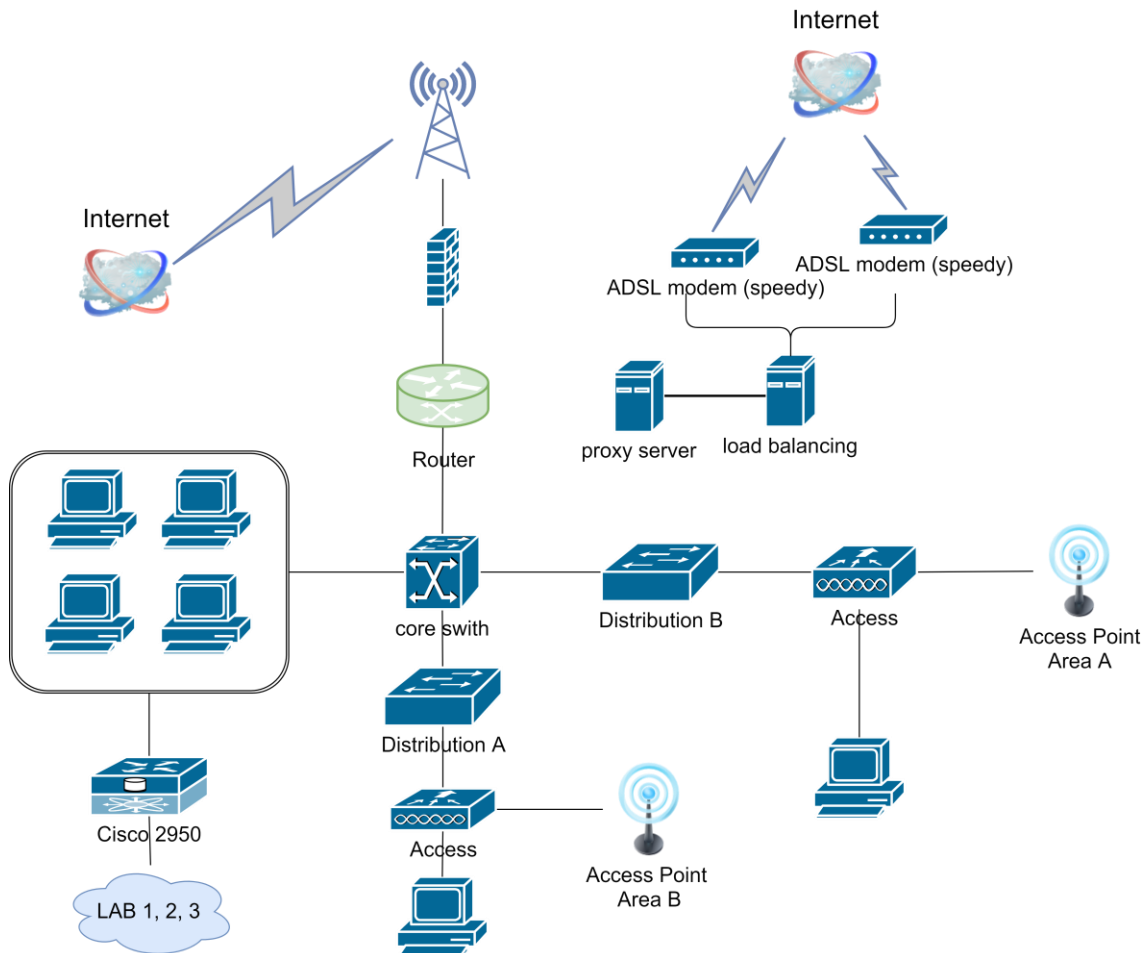 Internet
Internet
ADSL modem (speedy)
ADSL modem (speedy)
proxy server
load balancing
Router
core swith
Distribution B
Access
Access Point
Area A
Distribution A
Cisco 2950
Access
Access Point
Area B
LAB 1, 2, 3